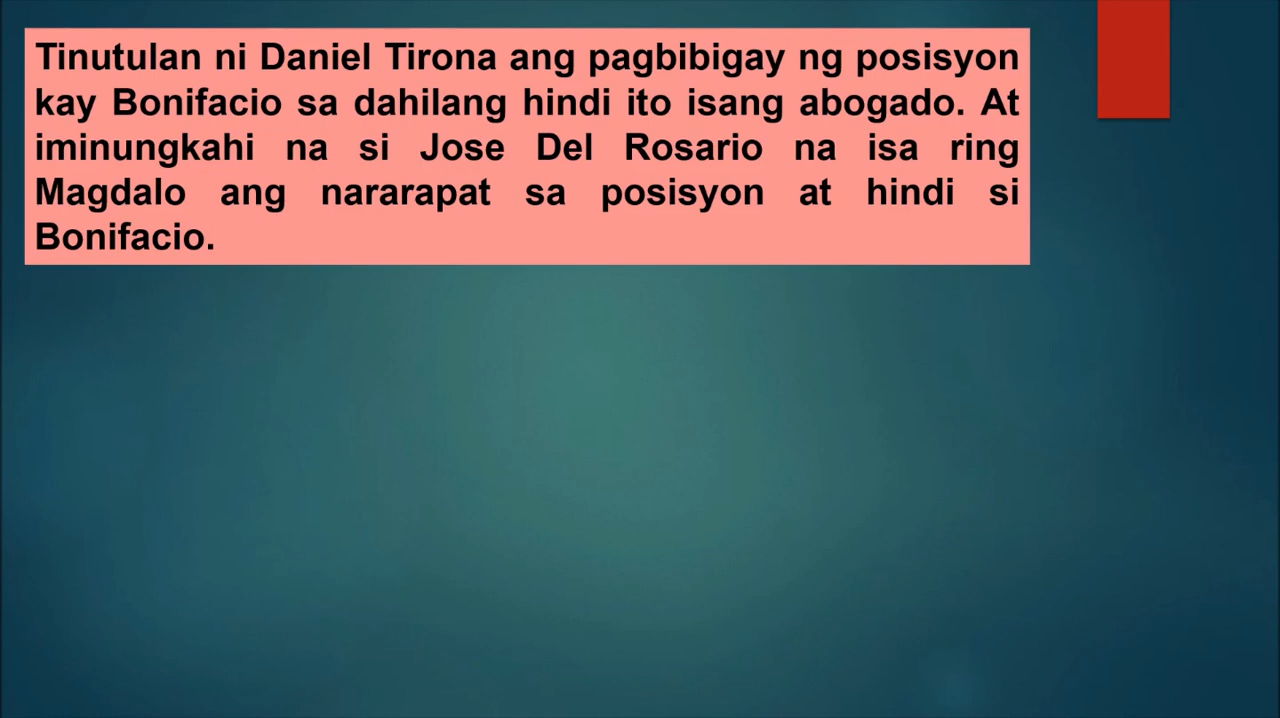 Tinutulan ni Daniel Tirona ang pagbibigay ng posisyon
kay Bonifacio sa dahilang hindi ito isang abogado. At
iminungkahi na si Jose Del Rosario na isa ring
Magdalo ang nararapat sa posisyon at hindi si
Bonifacio.